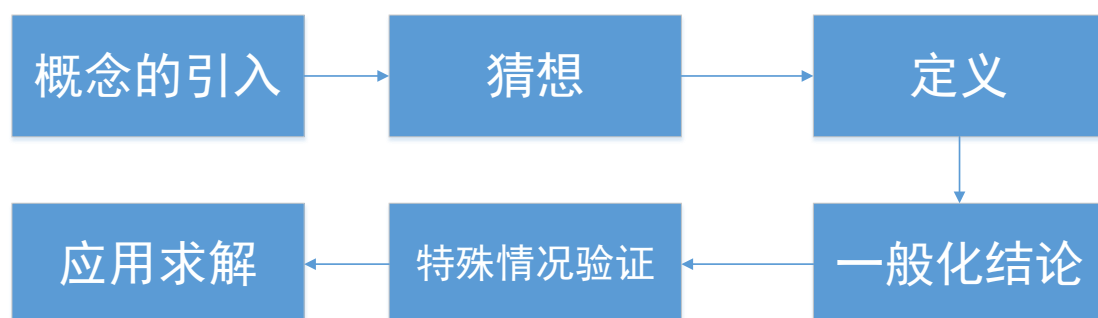 概念的引入
猜想
定义
一般化结论
特殊情况验证
应用求解